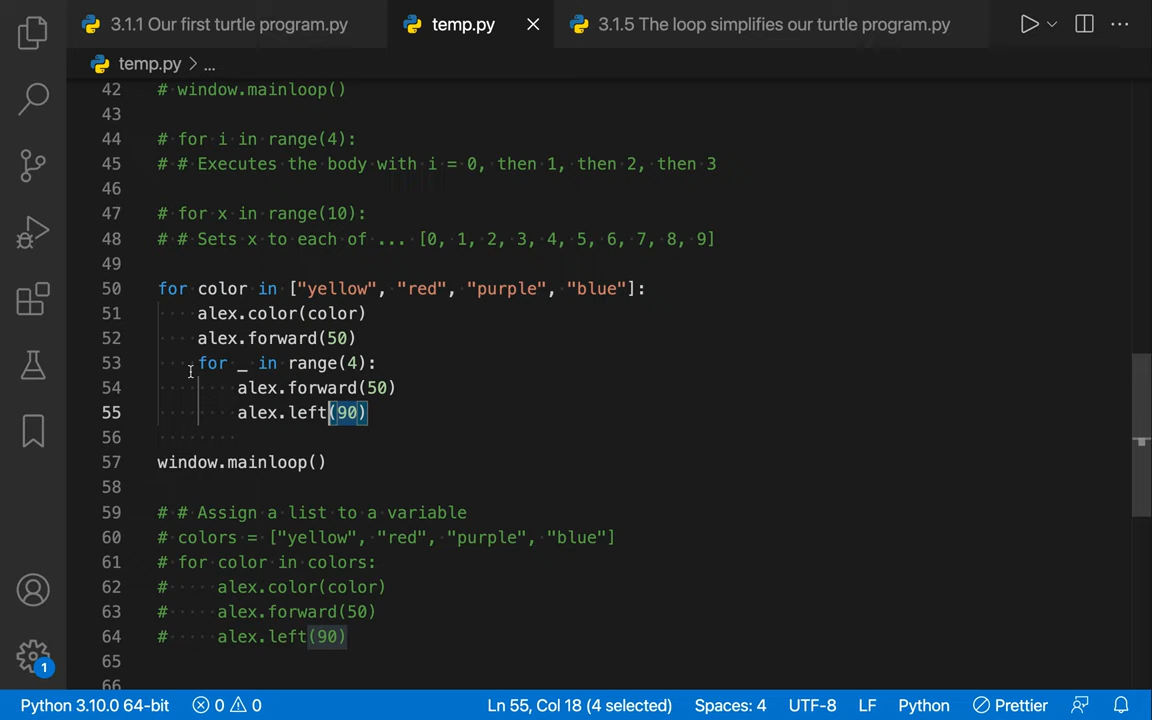 3.1.1 Our first turtle program.py
temp.py
3.1.5 The loop simplifies our turtle program.py
temp.py > ...
42 # window.mainloop()
43
44 # for i in range(4):
45 # # Executes the body with i = 0, then 1, then 2, then 3
46
47 # for x in range(10):
48 # # Sets x to each of ... [0, 1, 2, 3, 4, 5, 6, 7, 8, 9]
49
50 for color in ["yellow", "red", "purple", "blue"]:
51 alex.color(color)
52 alex.forward(50)
53 for _ in range(4):
54 alex.forward(50)
55 alex.left(90)
56
57 window.mainloop()
58
59 # # Assign a list to a variable
60 # colors = ["yellow", "red", "purple", "blue"]
61 # for color in colors:
62 # alex.color(color)
63 # alex.forward(50)
64 # alex.left(90)
65
66
1
Python 3.10.0 64-bit 0 0 Ln 55, Col 18 (4 selected) Spaces: 4 UTF-8 LF Python Prettier